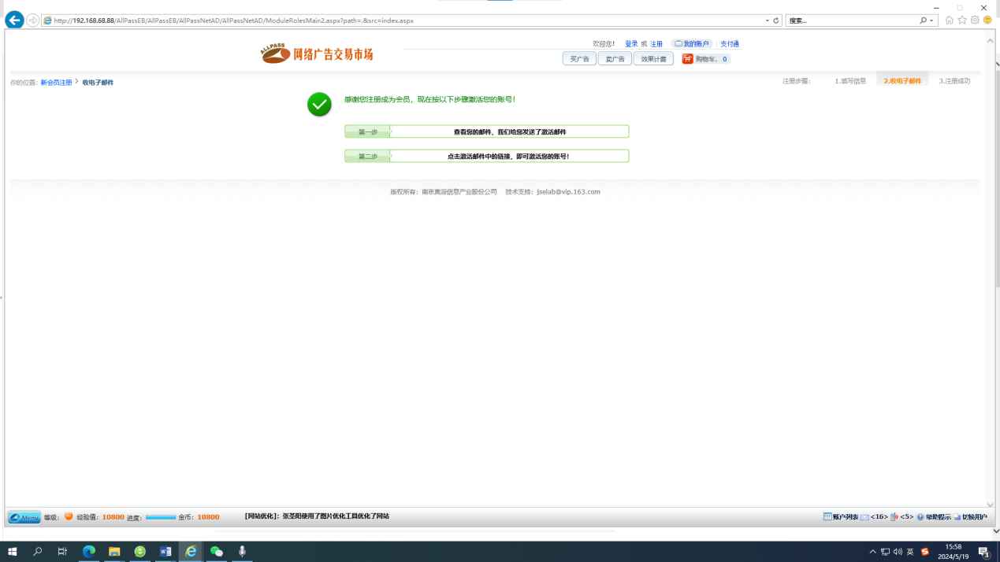 http://192.168.68.88/AllPassEB/AllPassEB/AllPassNetAD/AllPassNetAD/ModuleRolesMain2.aspx?path=.&src=index.aspx
搜索...
欢迎您! 登录 或 注册 我的账户 支付通
ALLPASS 网络广告交易市场
买广告 卖广告 效果计费 购物车, 0
你的位置: 新会员注册 > 收电子邮件
注册步骤: 1.填写信息 2.收电子邮件 3.注册成功
感谢您注册成为会员，现在按以下步骤激活您的账号!
第一步 查看您的邮件，我们给您发送了激活邮件
第二步 点击激活邮件中的链接，即可激活您的账号!
版权所有：南京奥派信息产业股份公司 技术支持：jselab@vip.163.com
Menu 等级: 经验值: 10800 进度: 金币: 10800 [网站优化]: 张圣阳使用了图片优化工具优化了网站 账户列表 <16> <5> 帮助提示 切换用户
英
15:58
2024/5/19
3